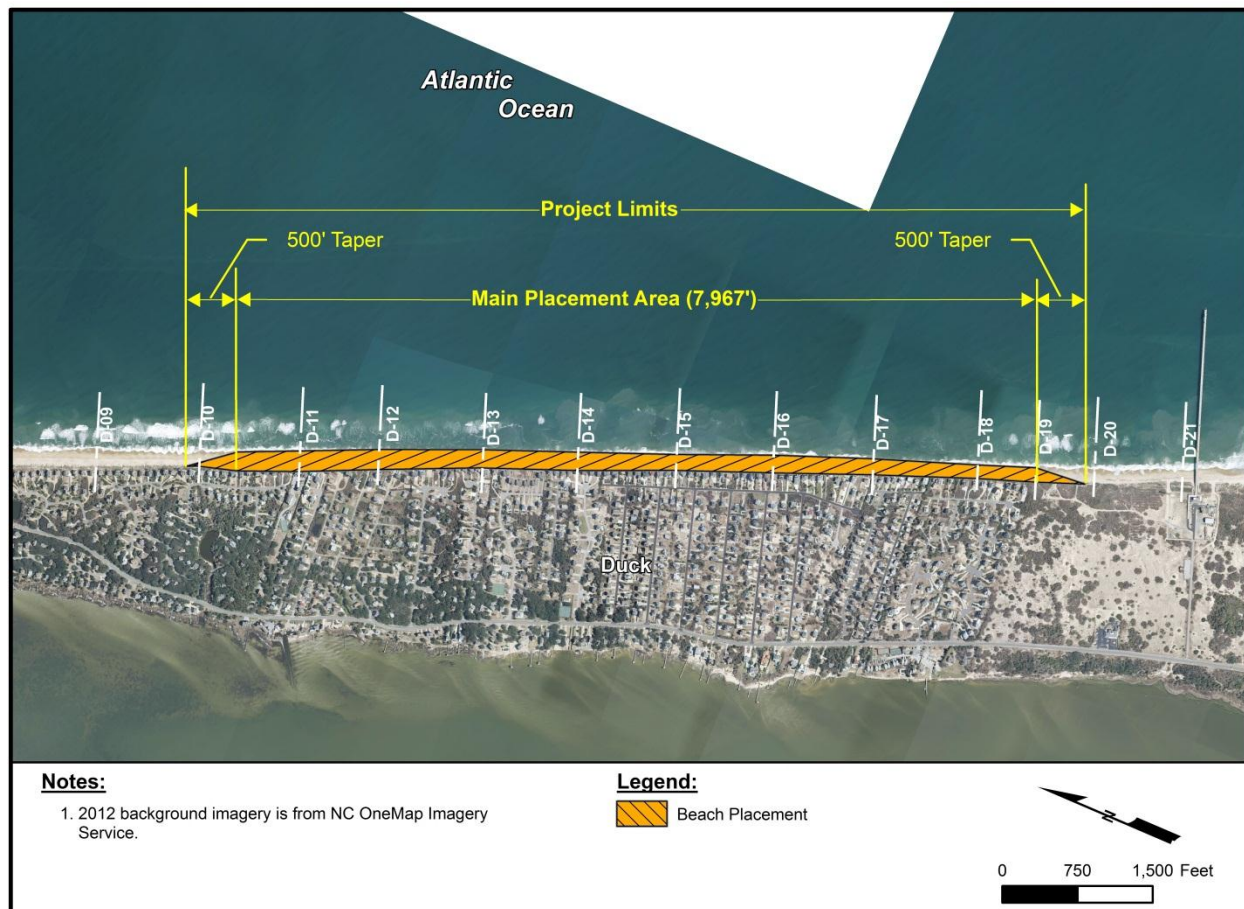 Atlantic
Ocean
Project Limits
500' Taper
500' Taper
Main Placement Area (7,967')
D-09
D-10
D-11
D-12
D-13
D-14
D-15
D-16
D-17
D-18
D-19
D-20
D-21
Duck
Notes:
1. 2012 background imagery is from NC OneMap Imagery
Service.
Legend:
Beach Placement
N
0 750 1,500 Feet